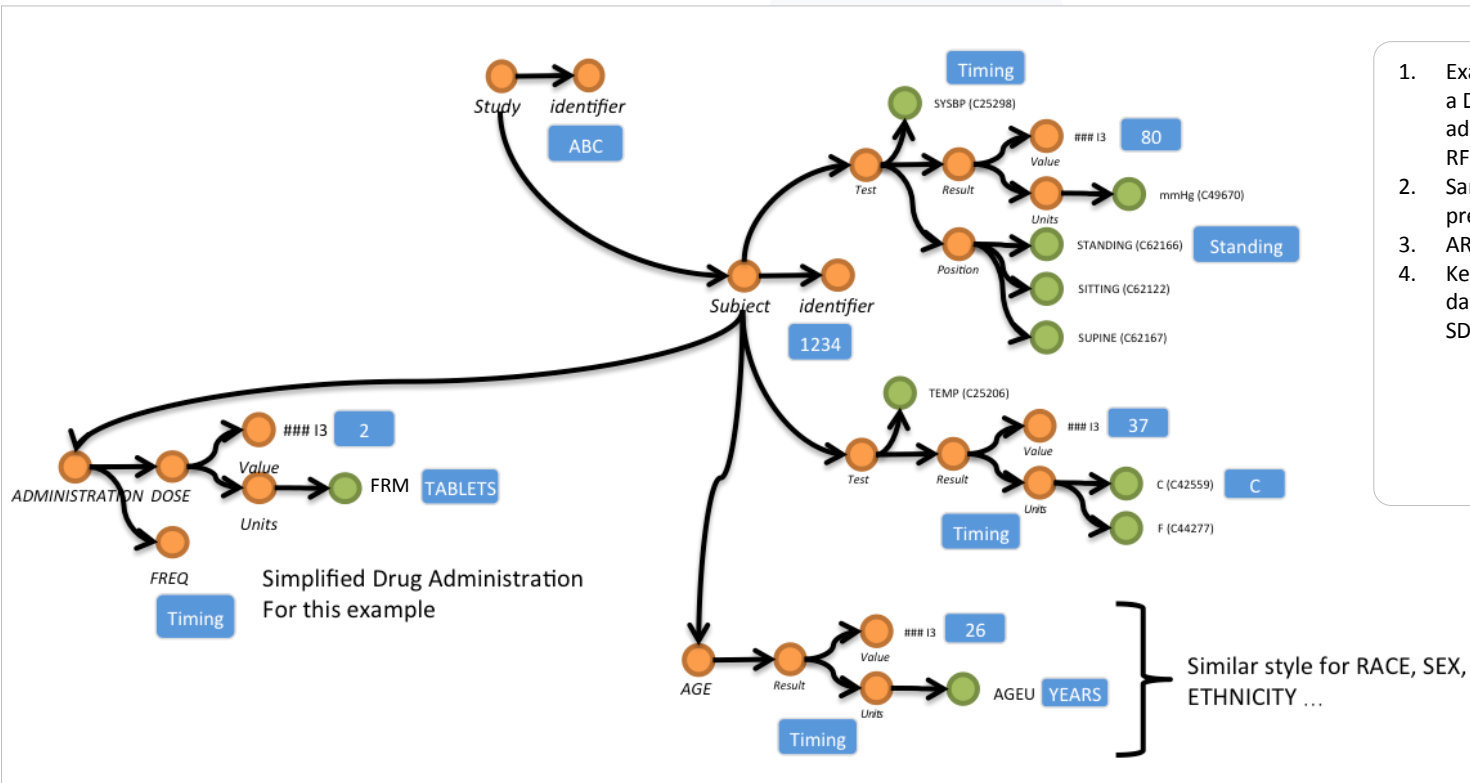 Timing
Study
identifier
ABC
SYSBP (C25298)
### I3
80
Value
Test
Result
Units
mmHg (C49670)
Position
STANDING (C62166)
Standing
SITTING (C62122)
SUPINE (C62167)
Subject
identifier
1234
TEMP (C25206)
### I3
37
Value
Test
Result
Units
C (C42559)
C
F (C44277)
Timing
### I3
2
Value
ADMINISTRATION
DOSE
FRM
TABLETS
Units
FREQ
Timing
Simplified Drug Administration
For this example
### I3
26
Value
AGE
Result
Units
AGEU
YEARS
Timing
Similar style for RACE, SEX,
ETHNICITY …
1.
a D
2.
3.
4.